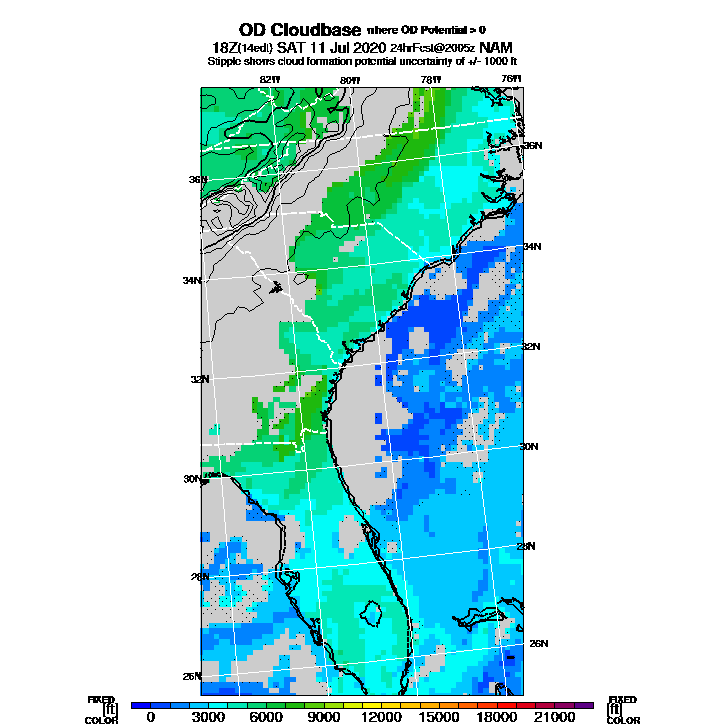 OD Cloudbase where OD Potential > 0
18Z(14edt) SAT 11 Jul 2020 24hrFcst@2005z NAM
Stipple shows cloud formation potential uncertainty of +/- 1000 ft
82W 80W 78W 76W
36N
36N
34N
34N
32N
32N
30N
30N
28N
28N
26N
26N
FIXED
[ft]
COLOR
0 3000 6000 9000 12000 15000 18000 21000
FIXED
[ft]
COLOR